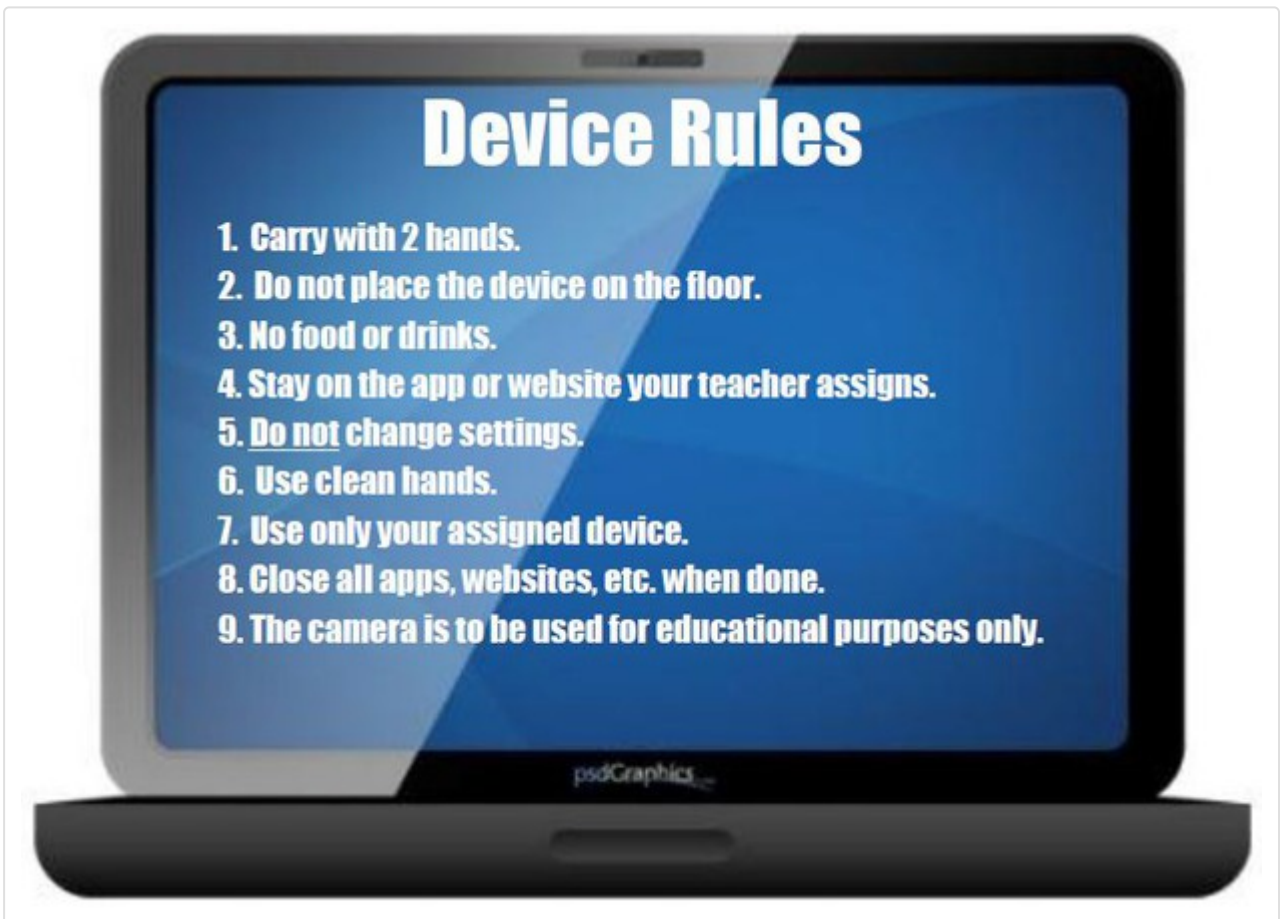 Device Rules
1. Carry with 2 hands.
2. Do not place the device on the floor.
3. No food or drinks.
4. Stay on the app or website your teacher assigns.
5. Do not change settings.
6. Use clean hands.
7. Use only your assigned device.
8. Close all apps, websites, etc. when done.
9. The camera is to be used for educational purposes only.
psdGraphics